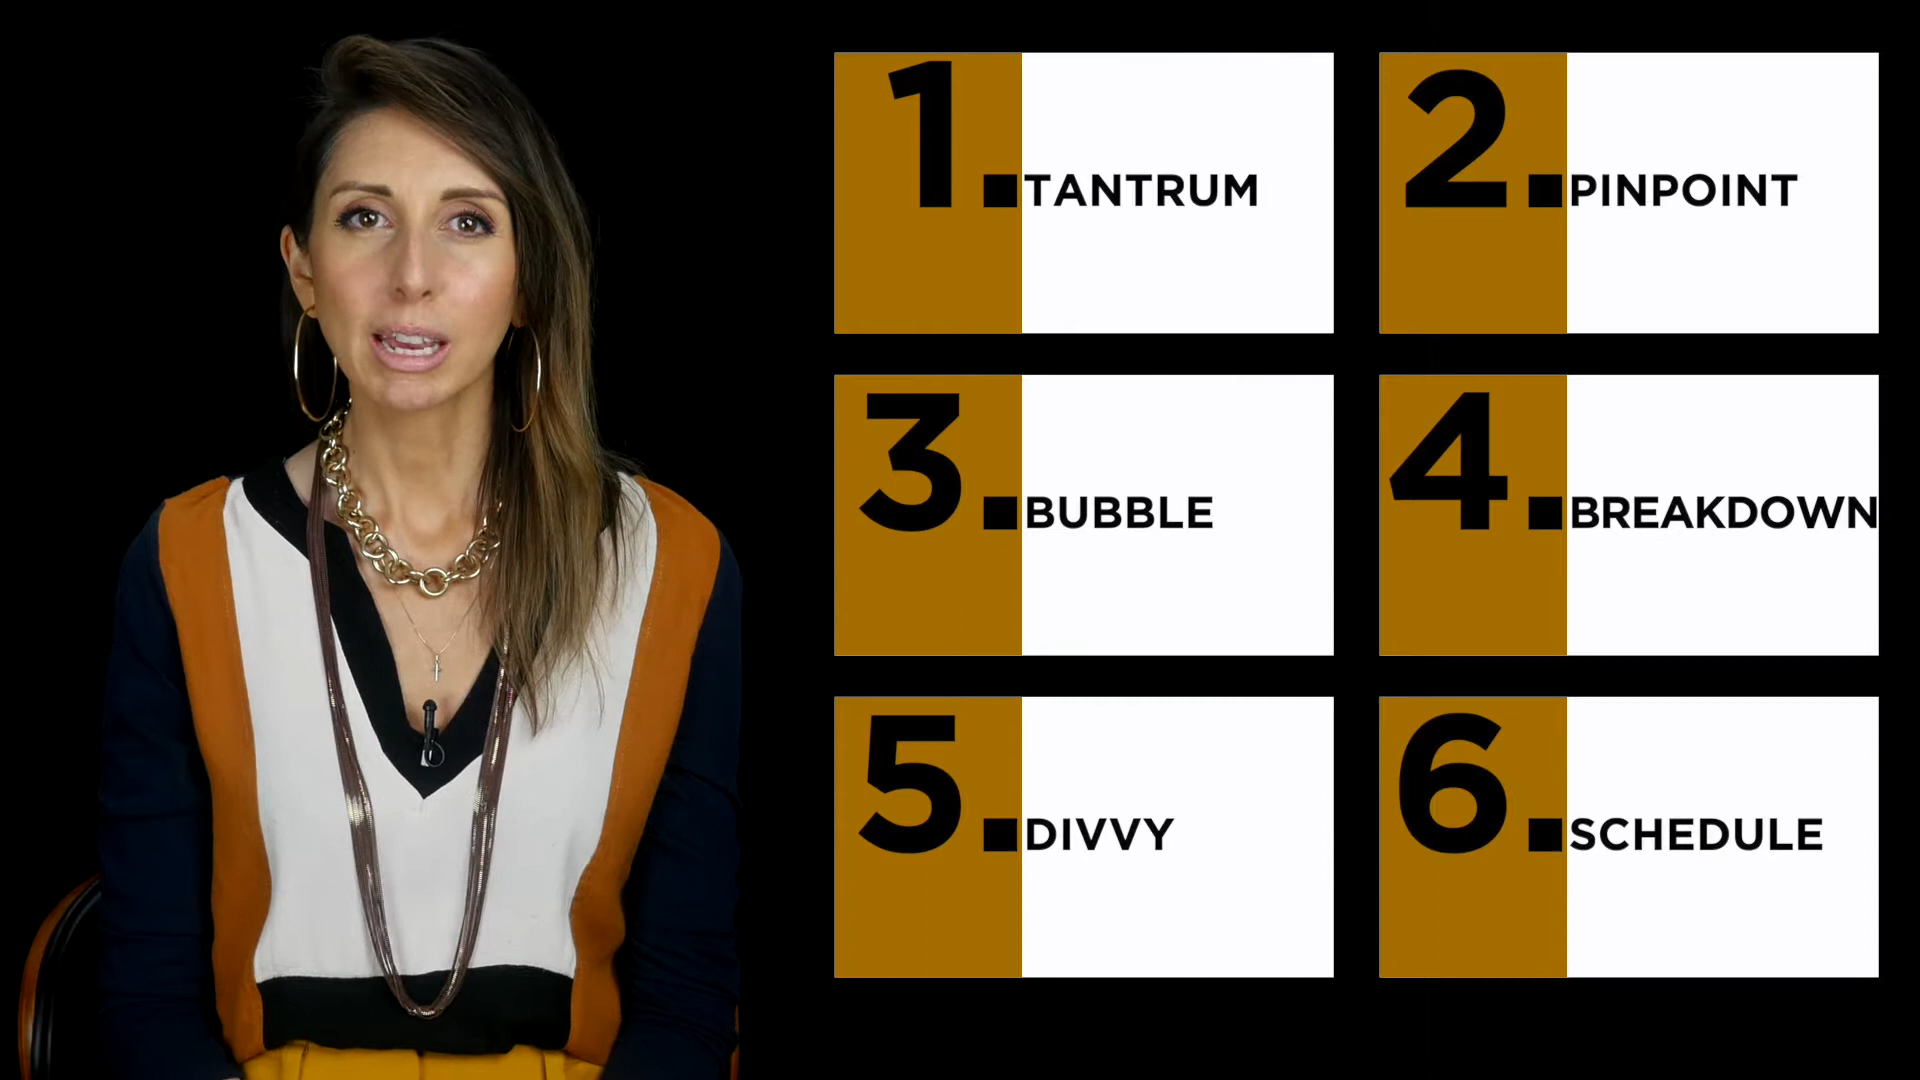 1.TANTRUM
2.PINPOINT
3.BUBBLE
4.BREAKDOWN
5.DIVVY
6.SCHEDULE